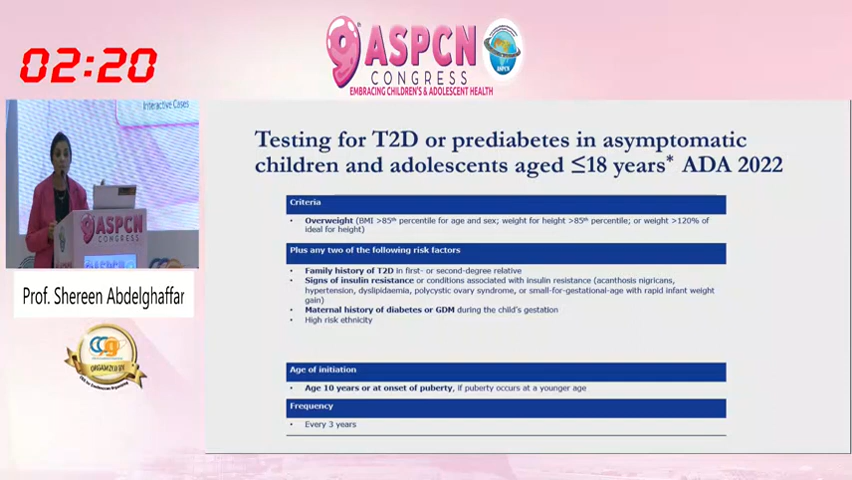 02:20
9 ASPCN
CONGRESS
EMBRACING CHILDREN'S & ADOLESCENT HEALTH
ASPCN
Interactive Cases
ASPCN
CONGRESS
Prof. Shereen Abdelghaffar
CCg
ORGANIZED BY
Testing for T2D or prediabetes in asymptomatic
children and adolescents aged ≤18 years* ADA 2022
Criteria
• Overweight (BMI >85th percentile for age and sex; weight for height >85th percentile; or weight >120% of
ideal for height)
Plus any two of the following risk factors
• Family history of T2D in first- or second-degree relative
• Signs of insulin resistance or conditions associated with insulin resistance (acanthosis nigricans,
hypertension, dyslipidaemia, polycystic ovary syndrome, or small-for-gestational-age with rapid infant weight
gain)
• Maternal history of diabetes or GDM during the child's gestation
• High risk ethnicity
Age of initiation
• Age 10 years or at onset of puberty, if puberty occurs at a younger age
Frequency
• Every 3 years